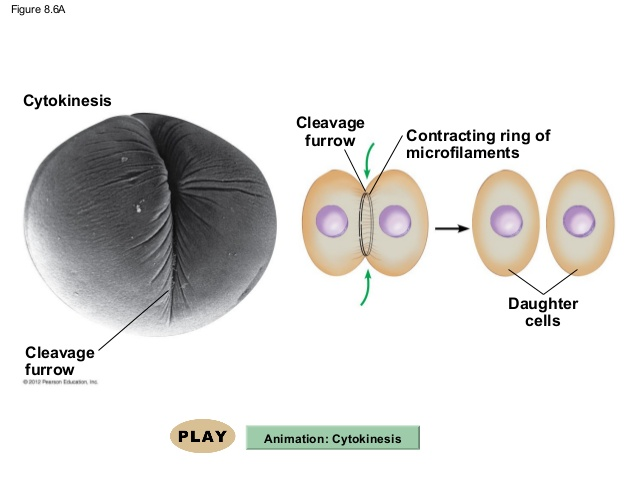 Figure 8.6A
Cytokinesis
Cleavage
furrow
Contracting ring of
microfilaments
Daughter
cells
Cleavage
furrow
© 2012 Pearson Education, Inc.
PLAY
Animation: Cytokinesis